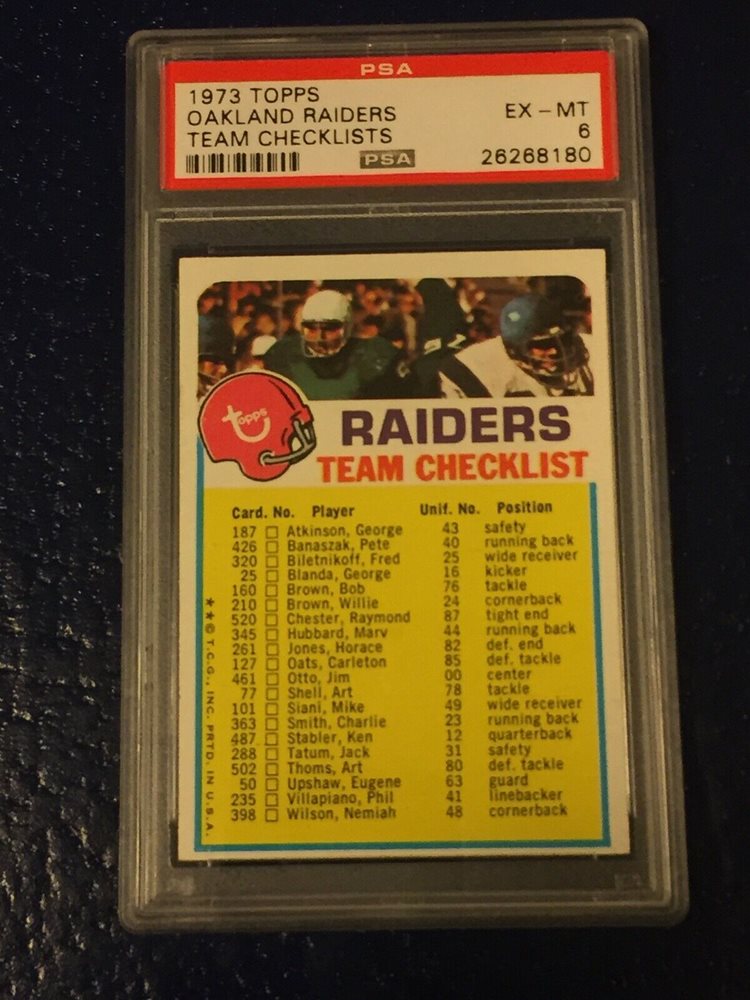 PSA
1973 TOPPS
OAKLAND RAIDERS EX - MT
TEAM CHECKLISTS 6
PSA 26268180
topps
RAIDERS
TEAM CHECKLIST
Card. No. Player Unif. No. Position
187 Atkinson, George 43 safety
426 Banaszak, Pete 40 running back
320 Biletnikoff, Fred 25 wide receiver
25 Blanda, George 16 kicker
160 Brown, Bob 76 tackle
210 Brown, Willie 24 cornerback
520 Chester, Raymond 87 tight end
345 Hubbard, Marv 44 running back
261 Jones, Horace 82 def. end
127 Oats, Carleton 85 def. tackle
461 Otto, Jim 00 center
77 Shell, Art 78 tackle
101 Siani, Mike 49 wide receiver
363 Smith, Charlie 23 running back
487 Stabler, Ken 12 quarterback
288 Tatum, Jack 31 safety
502 Thoms, Art 80 def. tackle
50 Upshaw, Eugene 63 guard
235 Villapiano, Phil 41 linebacker
398 Wilson, Nemiah 48 cornerback
★★© T.C.G., INC. PRTD. IN U.S.A.